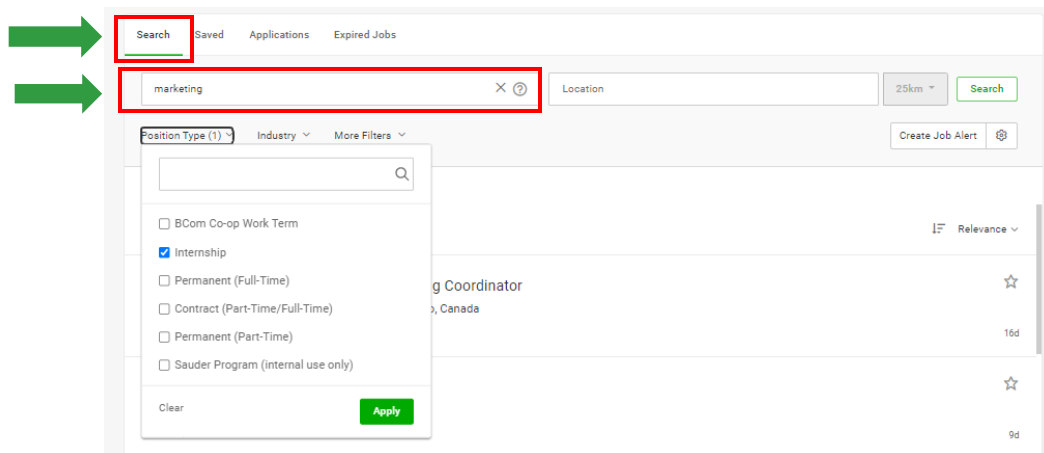 Search Saved Applications Expired Jobs
marketing Location 25km Search
Position Type (1) Industry More Filters Create Job Alert
BCom Co-op Work Term
Internship
Relevance
Permanent (Full-Time)
g Coordinator
Contract (Part-Time/Full-Time)
, Canada
Permanent (Part-Time)
16d
Sauder Program (internal use only)
Clear Apply
9d